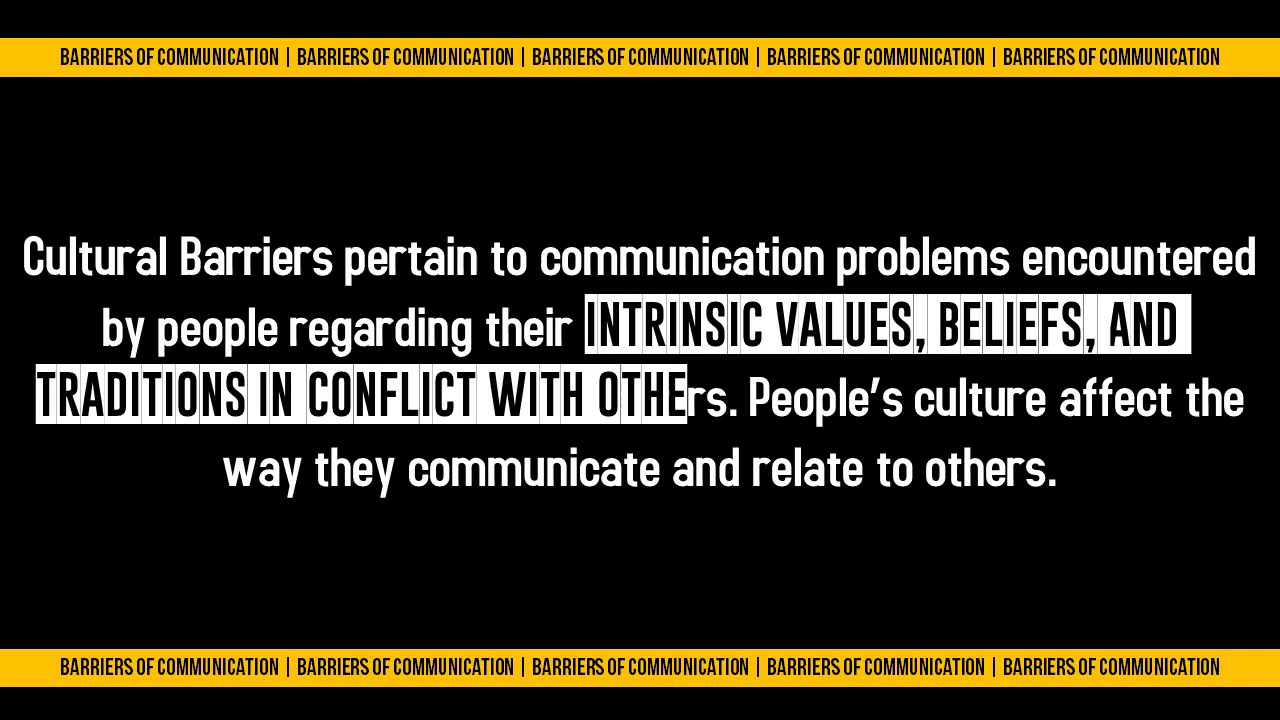 BARRIERS OF COMMUNICATION | BARRIERS OF COMMUNICATION | BARRIERS OF COMMUNICATION | BARRIERS OF COMMUNICATION | BARRIERS OF COMMUNICATION
Cultural Barriers pertain to communication problems encountered
by people regarding their INTRINSIC VALUES, BELIEFS, AND
TRADITIONS IN CONFLICT WITH OTHErs. People's culture affect the
way they communicate and relate to others.
BARRIERS OF COMMUNICATION | BARRIERS OF COMMUNICATION | BARRIERS OF COMMUNICATION | BARRIERS OF COMMUNICATION | BARRIERS OF COMMUNICATION